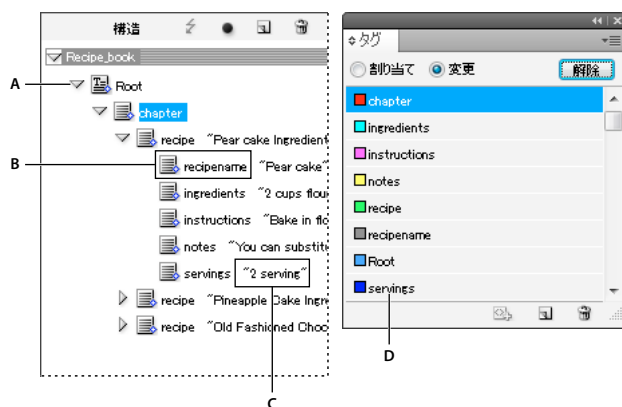 構造
Recipe_book
A
Root
chapter
recipe "Pear cake Ingredient
B
recipename "Pear cake"
ingredients "2 cups flou
instructions "Bake in flo
notes "You can substit
servings "2 serving"
recipe "Pineapple Cake Ingr
recipe "Old Fashioned Choc
C
タグ
割り当て 変更 解除
chapter
ingredients
instructions
notes
recipe
recipename
Root
servings
D